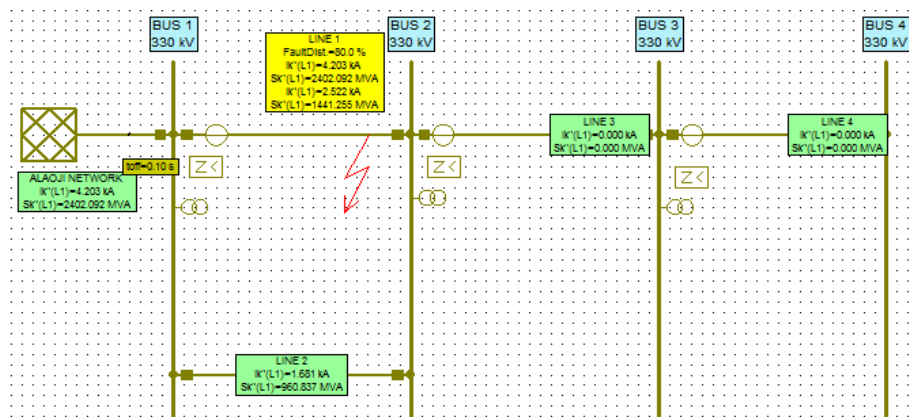 BUS 1
330 kV
BUS 2
330 kV
BUS 3
330 kV
BUS 4
330 kV
LINE 1
FaultDist.=80.0 %
Ik"(L1)=4.203 kA
Sk"(L1)=2402.092 MVA
Ik"(L1)=2.522 kA
Sk"(L1)=1441.255 MVA
LINE 3
Ik"(L1)=0.000 kA
Sk"(L1)=0.000 MVA
LINE 4
Ik"(L1)=0.000 kA
Sk"(L1)=0.000 MVA
toff=0.10 s
Z<
Z<
Z<
ALAOJI NETWORK
Ik"(L1)=4.203 kA
Sk"(L1)=2402.092 MVA
LINE 2
Ik"(L1)=1.681 kA
Sk"(L1)=960.837 MVA